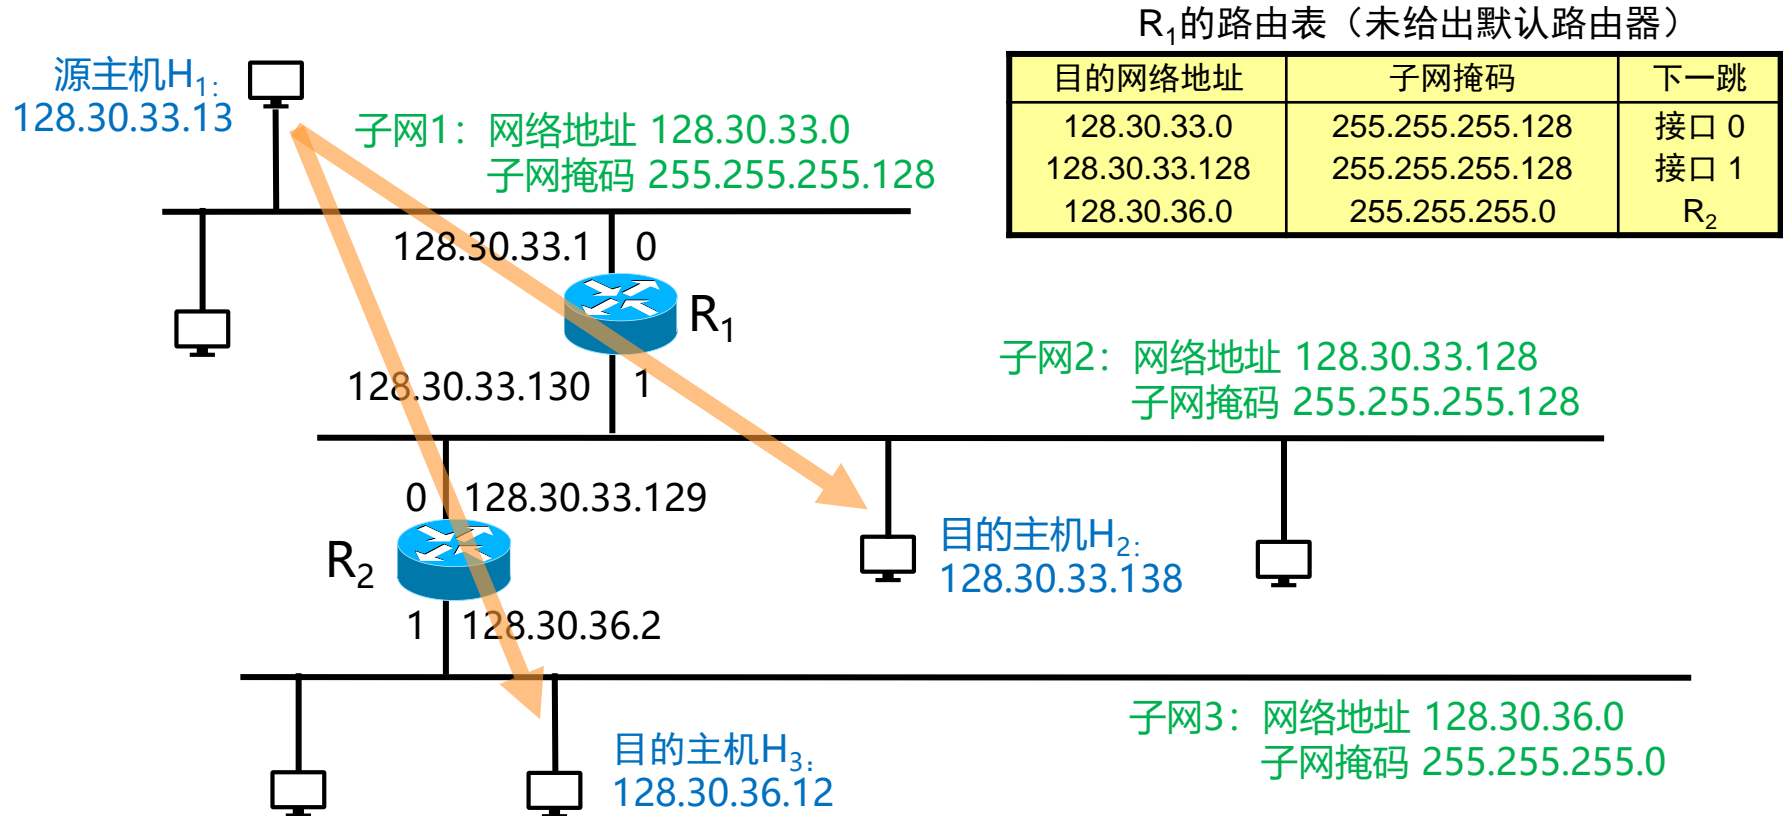 R1的路由表（未给出默认路由器）
目的网络地址 子网掩码 下一跳
128.30.33.0 255.255.255.128 接口 0
128.30.33.128 255.255.255.128 接口 1
128.30.36.0 255.255.255.0 R2
源主机H1:
128.30.33.13
子网1：网络地址 128.30.33.0
子网掩码 255.255.255.128
128.30.33.1 0
R1
128.30.33.130 1
子网2：网络地址 128.30.33.128
子网掩码 255.255.255.128
0 128.30.33.129
R2
1 128.30.36.2
目的主机H2:
128.30.33.138
子网3：网络地址 128.30.36.0
子网掩码 255.255.255.0
目的主机H3:
128.30.36.12